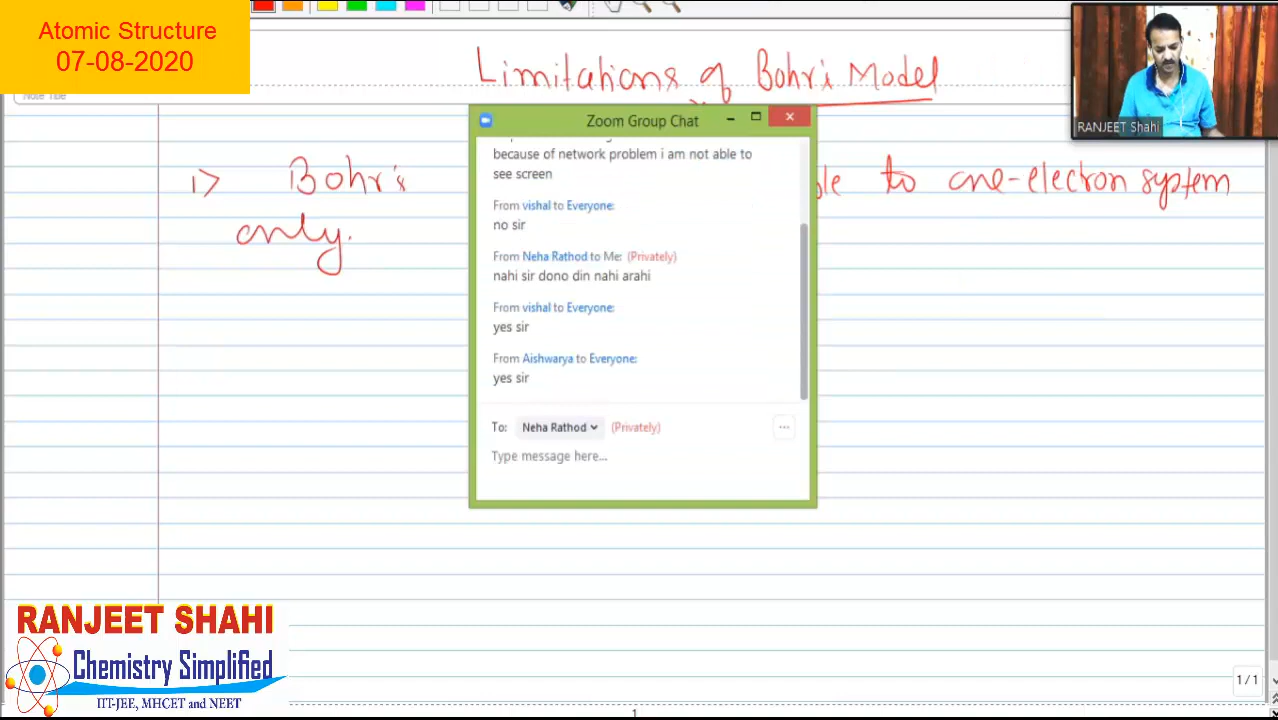 Atomic Structure
07-08-2020
Limitations of Bohr's Model
Note Title
RANJEET Shahi
Zoom Group Chat
because of network problem i am not able to
see screen
From vishal to Everyone:
no sir
From Neha Rathod to Me: (Privately)
nahi sir dono din nahi arahi
From vishal to Everyone:
yes sir
From Aishwarya to Everyone:
yes sir
To: Neha Rathod (Privately)
Type message here...
1) Bohr's to one-electron system
only.
RANJEET SHAHI
Chemistry Simplified
IIT-JEE, MHCET and NEET
1 / 1
1